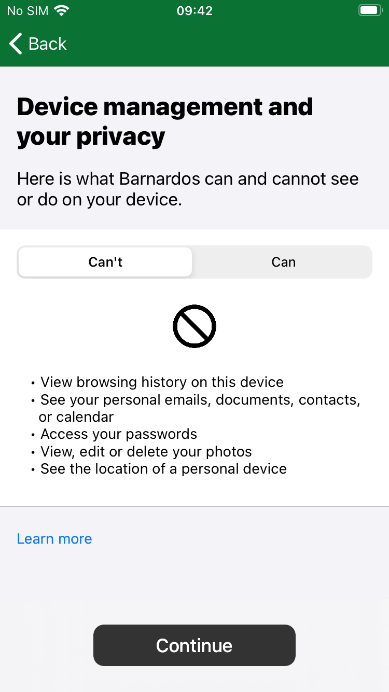 No SIM 09:42
Back
Device management and
your privacy
Here is what Barnardos can and cannot see
or do on your device.
Can't Can
• View browsing history on this device
• See your personal emails, documents, contacts,
or calendar
• Access your passwords
• View, edit or delete your photos
• See the location of a personal device
Learn more
Continue